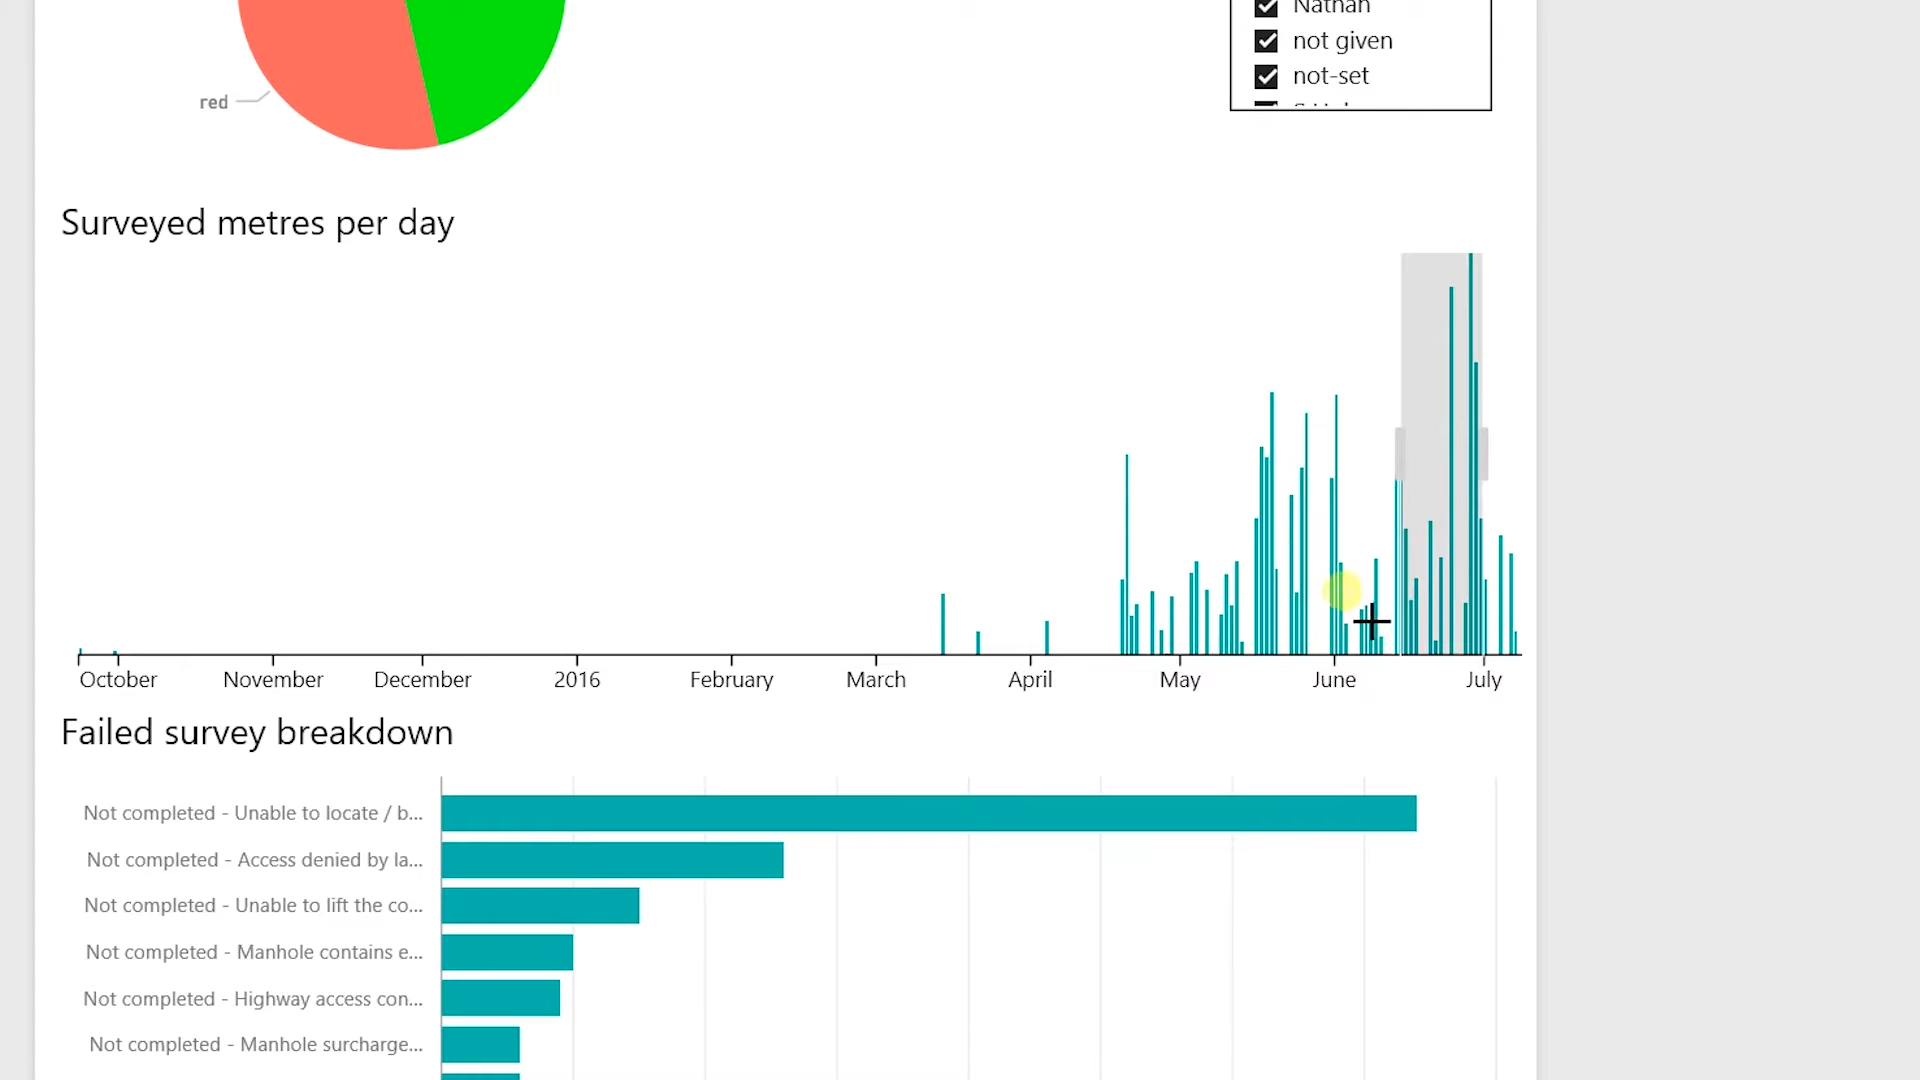 Nathan
not given
not-set
red
Surveyed metres per day
October November December 2016 February March April May June July
Failed survey breakdown
Not completed - Unable to locate / b...
Not completed - Access denied by la...
Not completed - Unable to lift the co...
Not completed - Manhole contains e...
Not completed - Highway access con...
Not completed - Manhole surcharge...